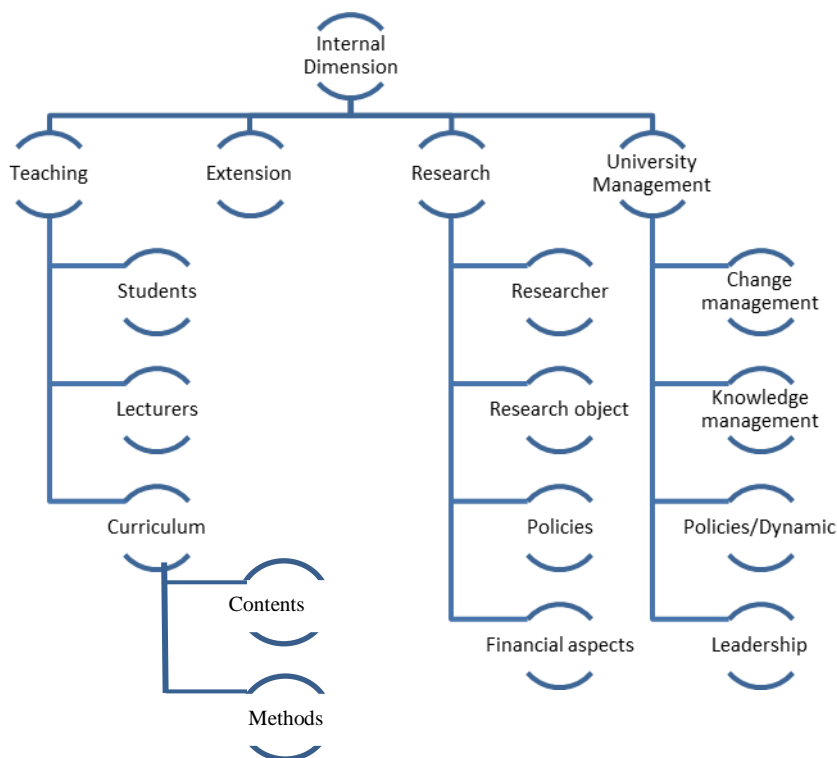 Internal
Dimension
Teaching
Extension
Research
University
Management
Students
Researcher
Change
management
Lecturers
Research object
Knowledge
management
Curriculum
Policies
Policies/Dynamic
Contents
Financial aspects
Leadership
Methods